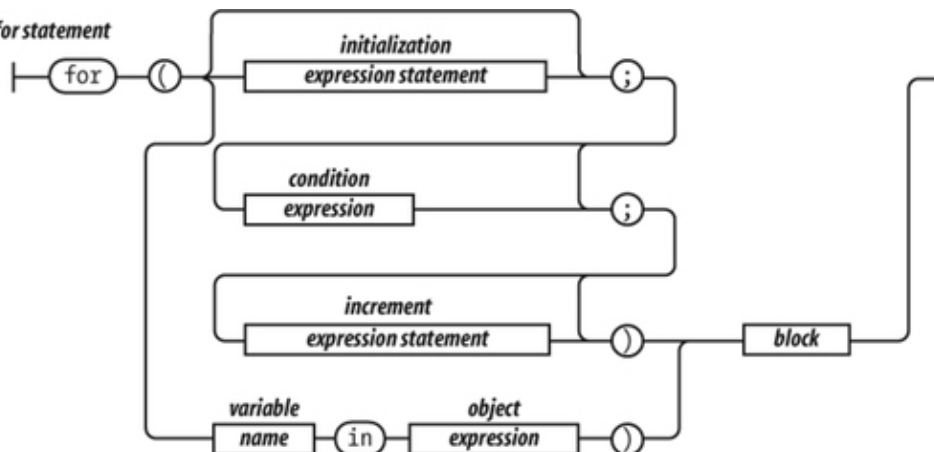 for statement
initialization
for ( expression statement ;
condition
expression ;
increment
expression statement ) block
variable object
name in expression )